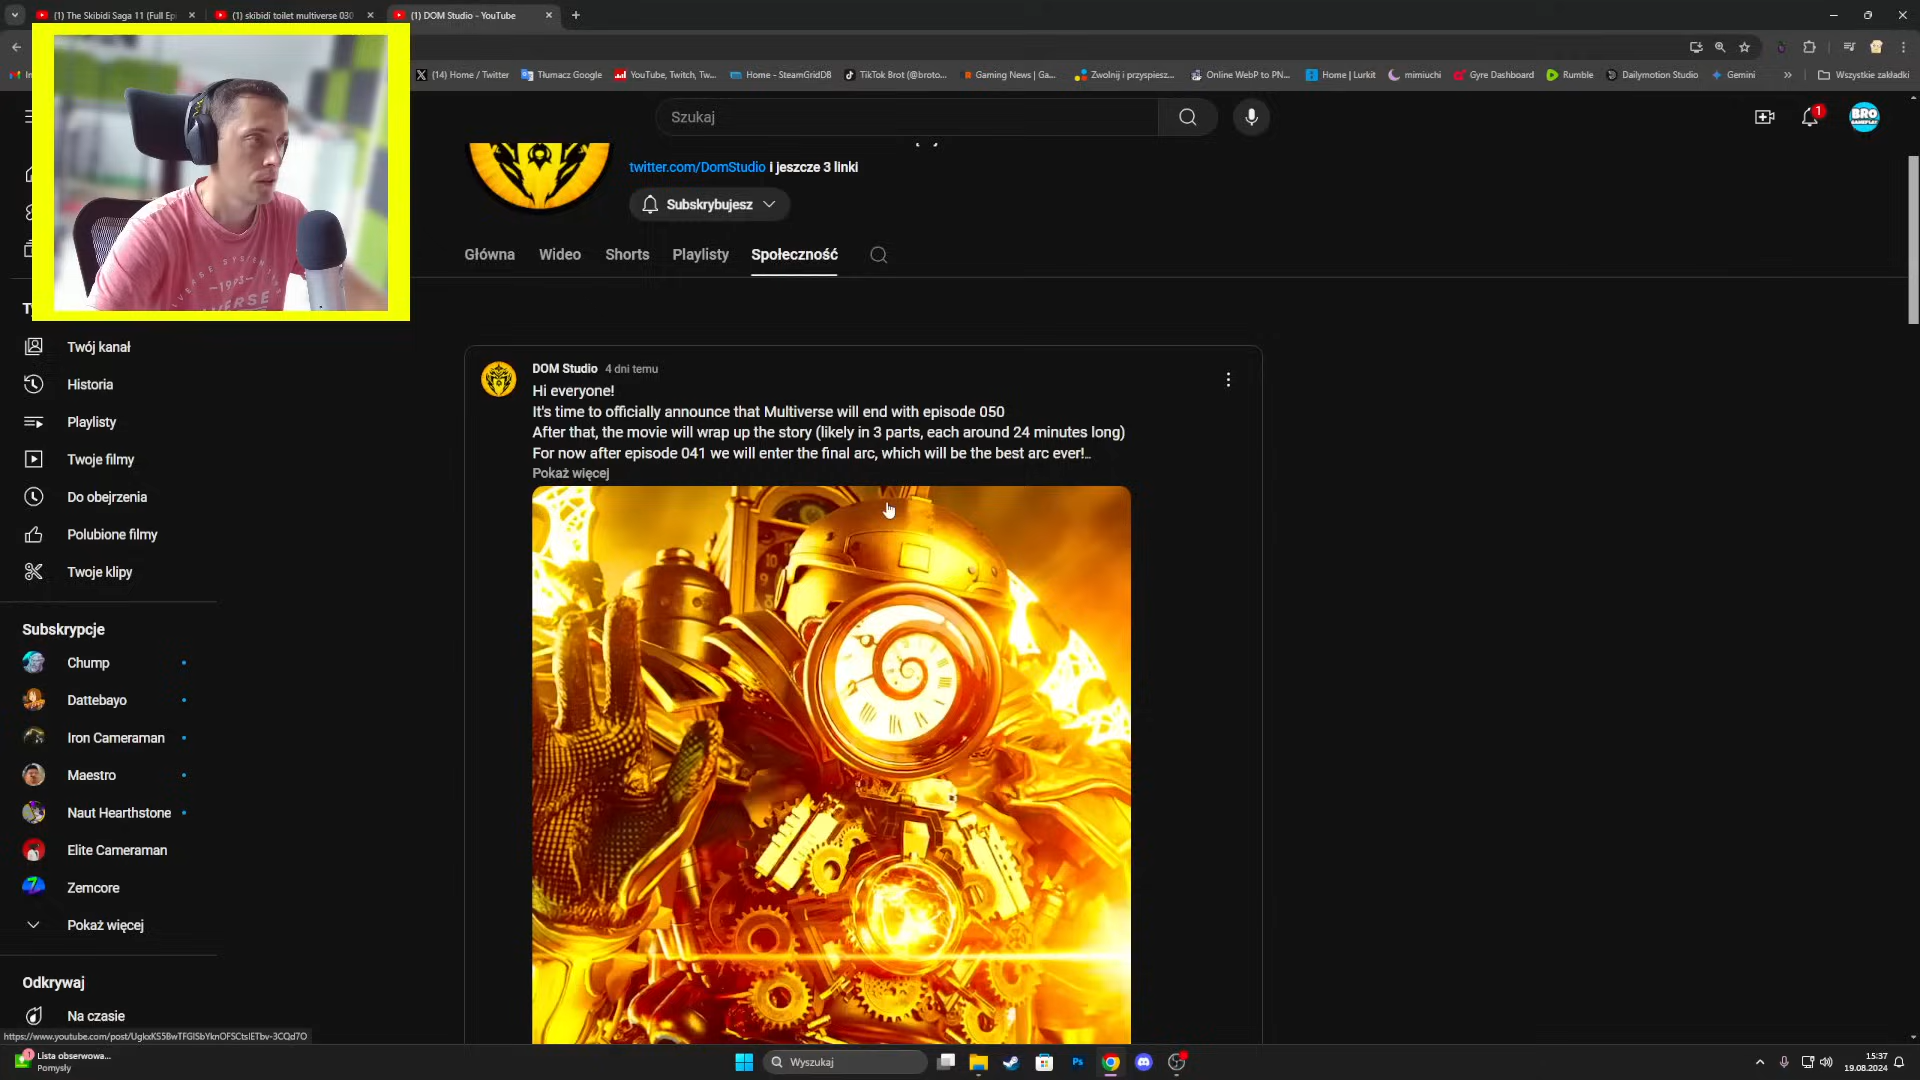 (1) The Skibidi Saga 11 (Full Epi
(1) skibidi toilet multiverse 030
(1) DOM Studio - YouTube
(14) Home / Twitter
Tłumacz Google
YouTube, Twitch, Tw...
Home - SteamGridDB
TikTok Brot (@broto...
Gaming News | Ga...
Zwolnij i przyspiesz...
Online WebP to PN...
Home | Lurkit
mimiuchi
Gyre Dashboard
Rumble
Dailymotion Studio
Gemini
Wszystkie zakładki
Szukaj
1
BRO
GAMEPLAY
twitter.com/DomStudio i jeszcze 3 linki
Subskrybujesz
Główna
Wideo
Shorts
Playlisty
Społeczność
1993
Twój kanał
Historia
Playlisty
Twoje filmy
Do obejrzenia
Polubione filmy
Twoje klipy
Subskrypcje
Chump
Dattebayo
Iron Cameraman
Maestro
Naut Hearthstone
Elite Cameraman
Zemcore
Pokaż więcej
Odkrywaj
Na czasie
DOM Studio 4 dni temu
Hi everyone!
It's time to officially announce that Multiverse will end with episode 050
After that, the movie will wrap up the story (likely in 3 parts, each around 24 minutes long)
For now after episode 041 we will enter the final arc, which will be the best arc ever!...
Pokaż więcej
Lista obserwowa...
Pomysły
Wyszukaj
15:37
19.08.2024